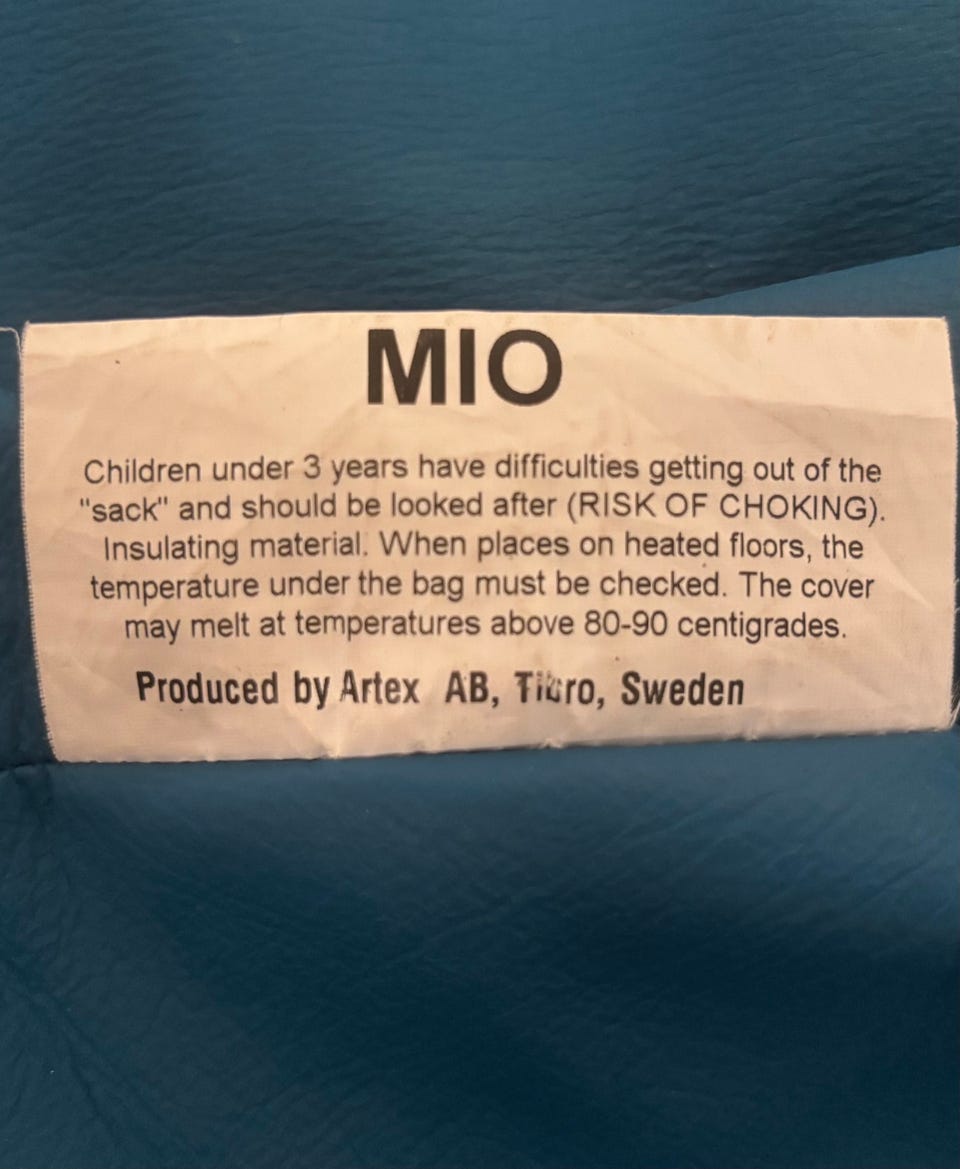 MIO
Children under 3 years have difficulties getting out of the
"sack" and should be looked after (RISK OF CHOKING).
Insulating material. When places on heated floors, the
temperature under the bag must be checked. The cover
may melt at temperatures above 80-90 centigrades.
Produced by Artex AB, Tibro, Sweden